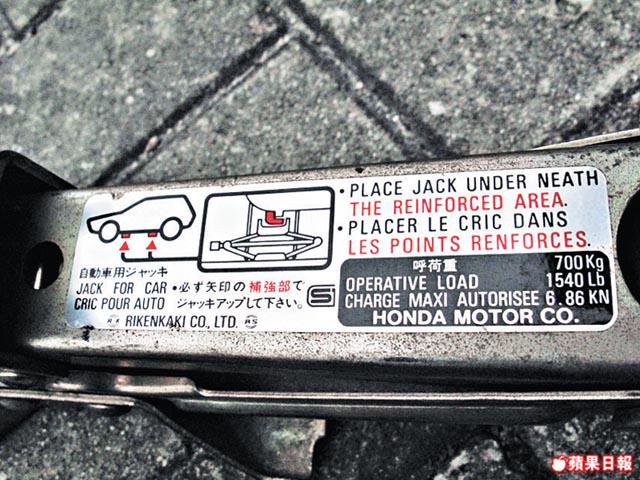 自動車用ジャッキ
JACK FOR CAR
CRIC POUR AUTO
・必ず矢印の補強部で
ジャッキアップして下さい。
RIKENKAKI CO., LTD.
・PLACE JACK UNDER NEATH
THE REINFORCED AREA.
・PLACER LE CRIC DANS
LES POINTS RENFORCES.
呼荷重 700Kg
OPERATIVE LOAD 1540 Lb
CHARGE MAXI AUTORISEE 6.86 KN
HONDA MOTOR CO.
蘋果日報